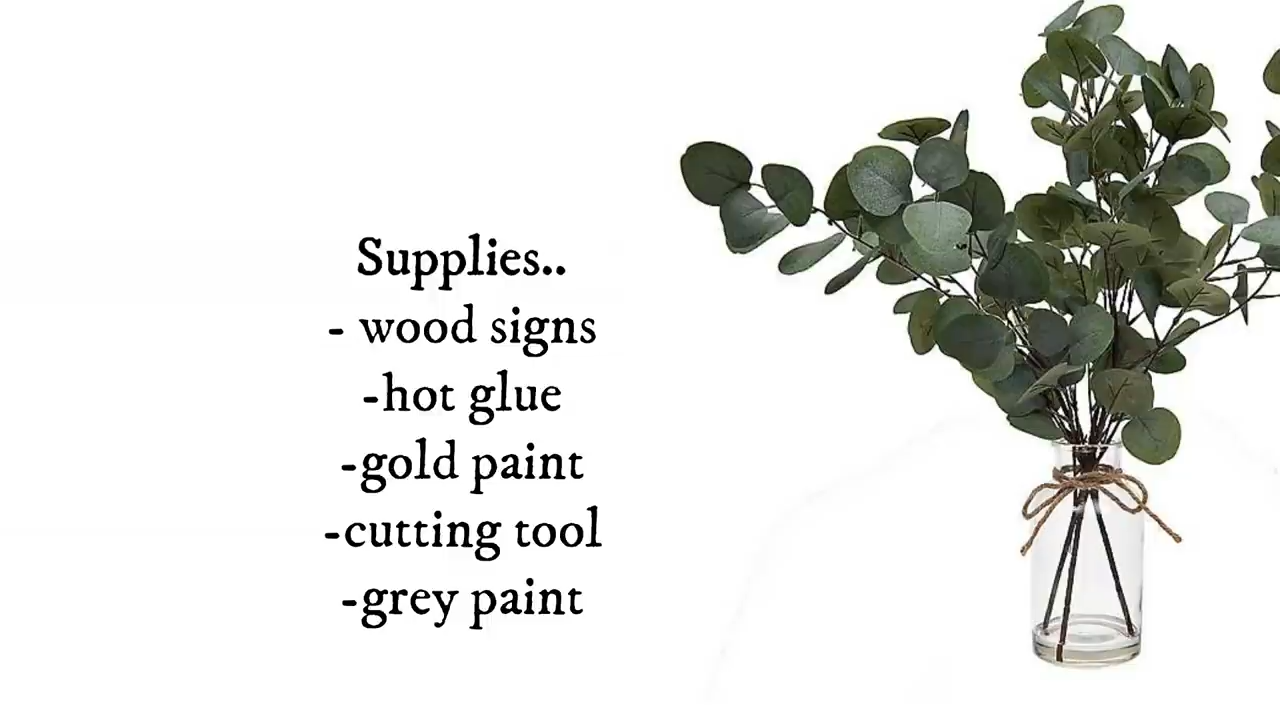 Supplies..
- wood signs
-hot glue
-gold paint
-cutting tool
-grey paint